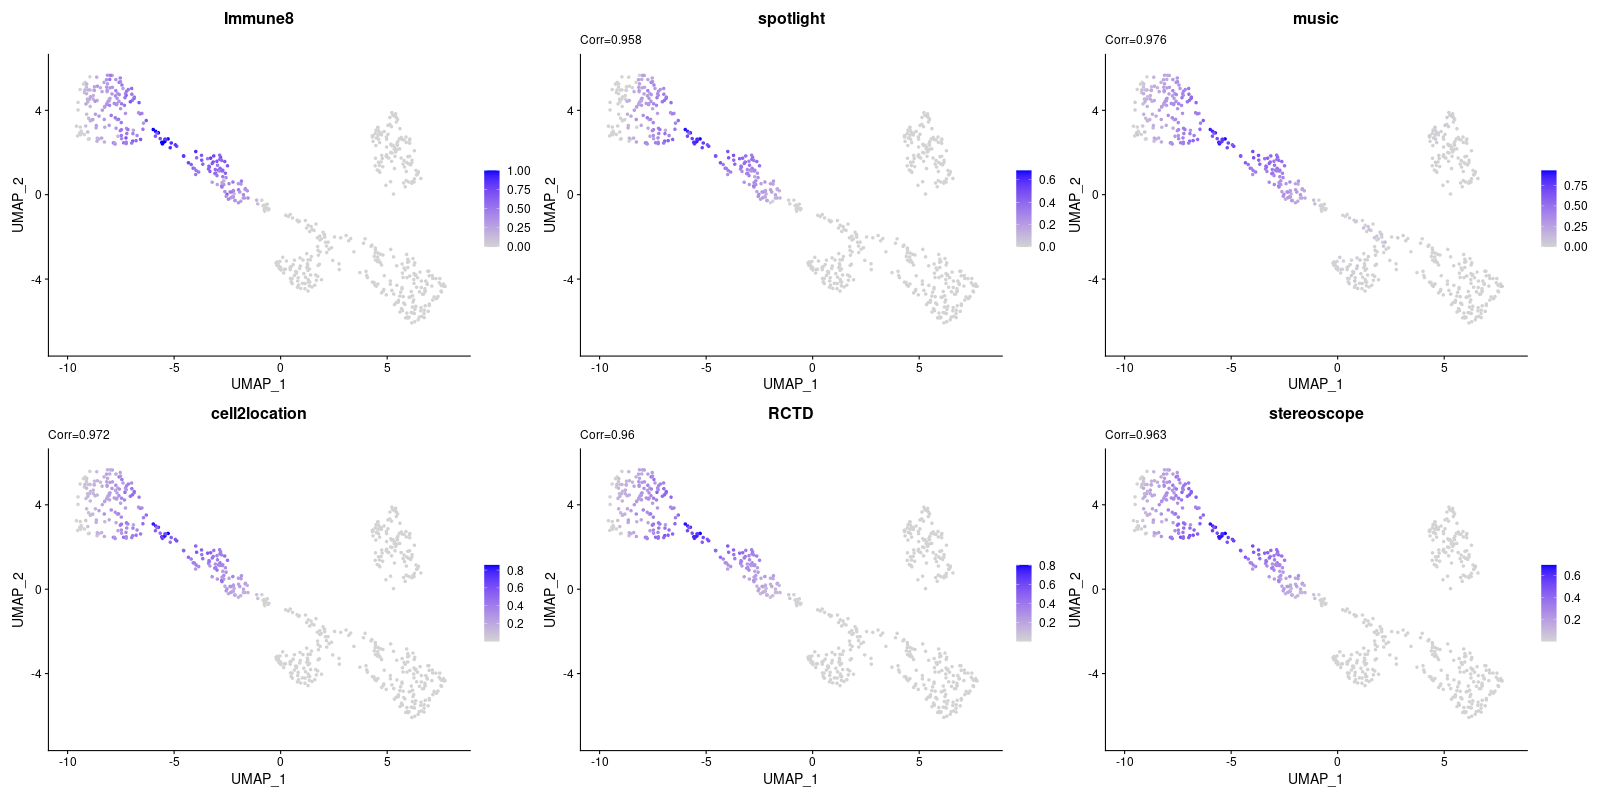 Immune8
UMAP_2
4
0
-4
-10
-5
0
5
UMAP_1
1.00
0.75
0.50
0.25
0.00
spotlight
Corr=0.958
UMAP_2
4
0
-4
-10
-5
0
5
UMAP_1
0.6
0.4
0.2
0.0
music
Corr=0.976
UMAP_2
4
0
-4
-10
-5
0
5
UMAP_1
0.75
0.50
0.25
0.00
cell2location
Corr=0.972
UMAP_2
4
0
-4
-10
-5
0
5
UMAP_1
0.8
0.6
0.4
0.2
RCTD
Corr=0.96
UMAP_2
4
0
-4
-10
-5
0
5
UMAP_1
0.8
0.6
0.4
0.2
stereoscope
Corr=0.963
UMAP_2
4
0
-4
-10
-5
0
5
UMAP_1
0.6
0.4
0.2